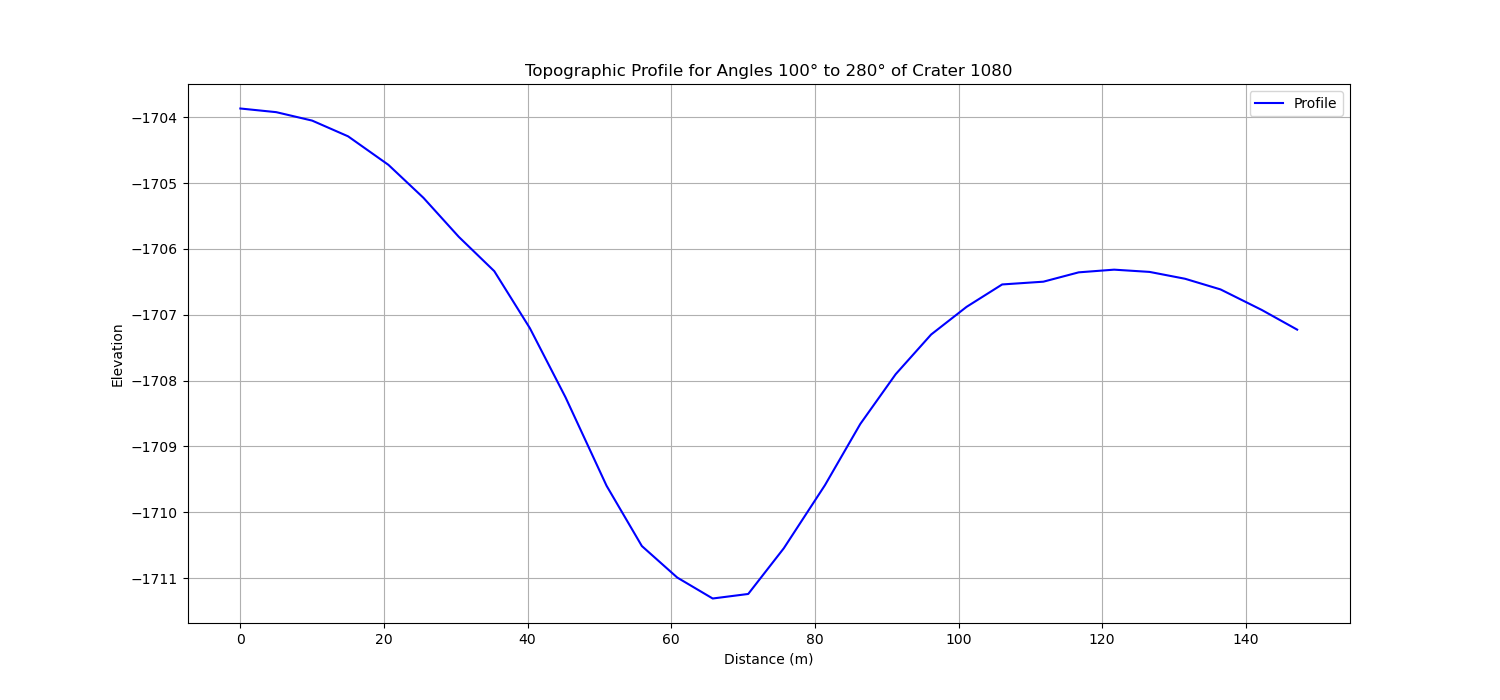 Topographic Profile for Angles 100° to 280° of Crater 1080
Profile
Elevation
−1704
−1705
−1706
−1707
−1708
−1709
−1710
−1711
0 20 40 60 80 100 120 140
Distance (m)